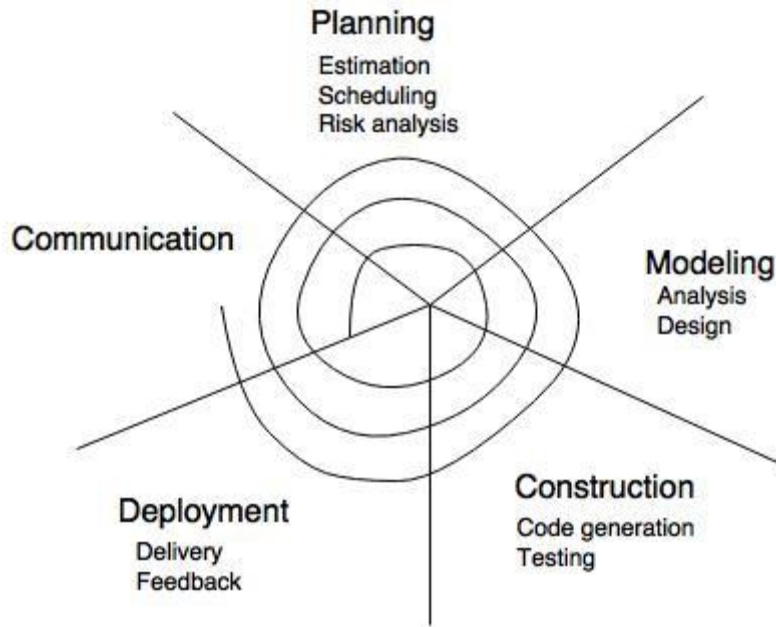 Planning
Estimation
Scheduling
Risk analysis
Communication
Modeling
Analysis
Design
Construction
Code generation
Testing
Deployment
Delivery
Feedback